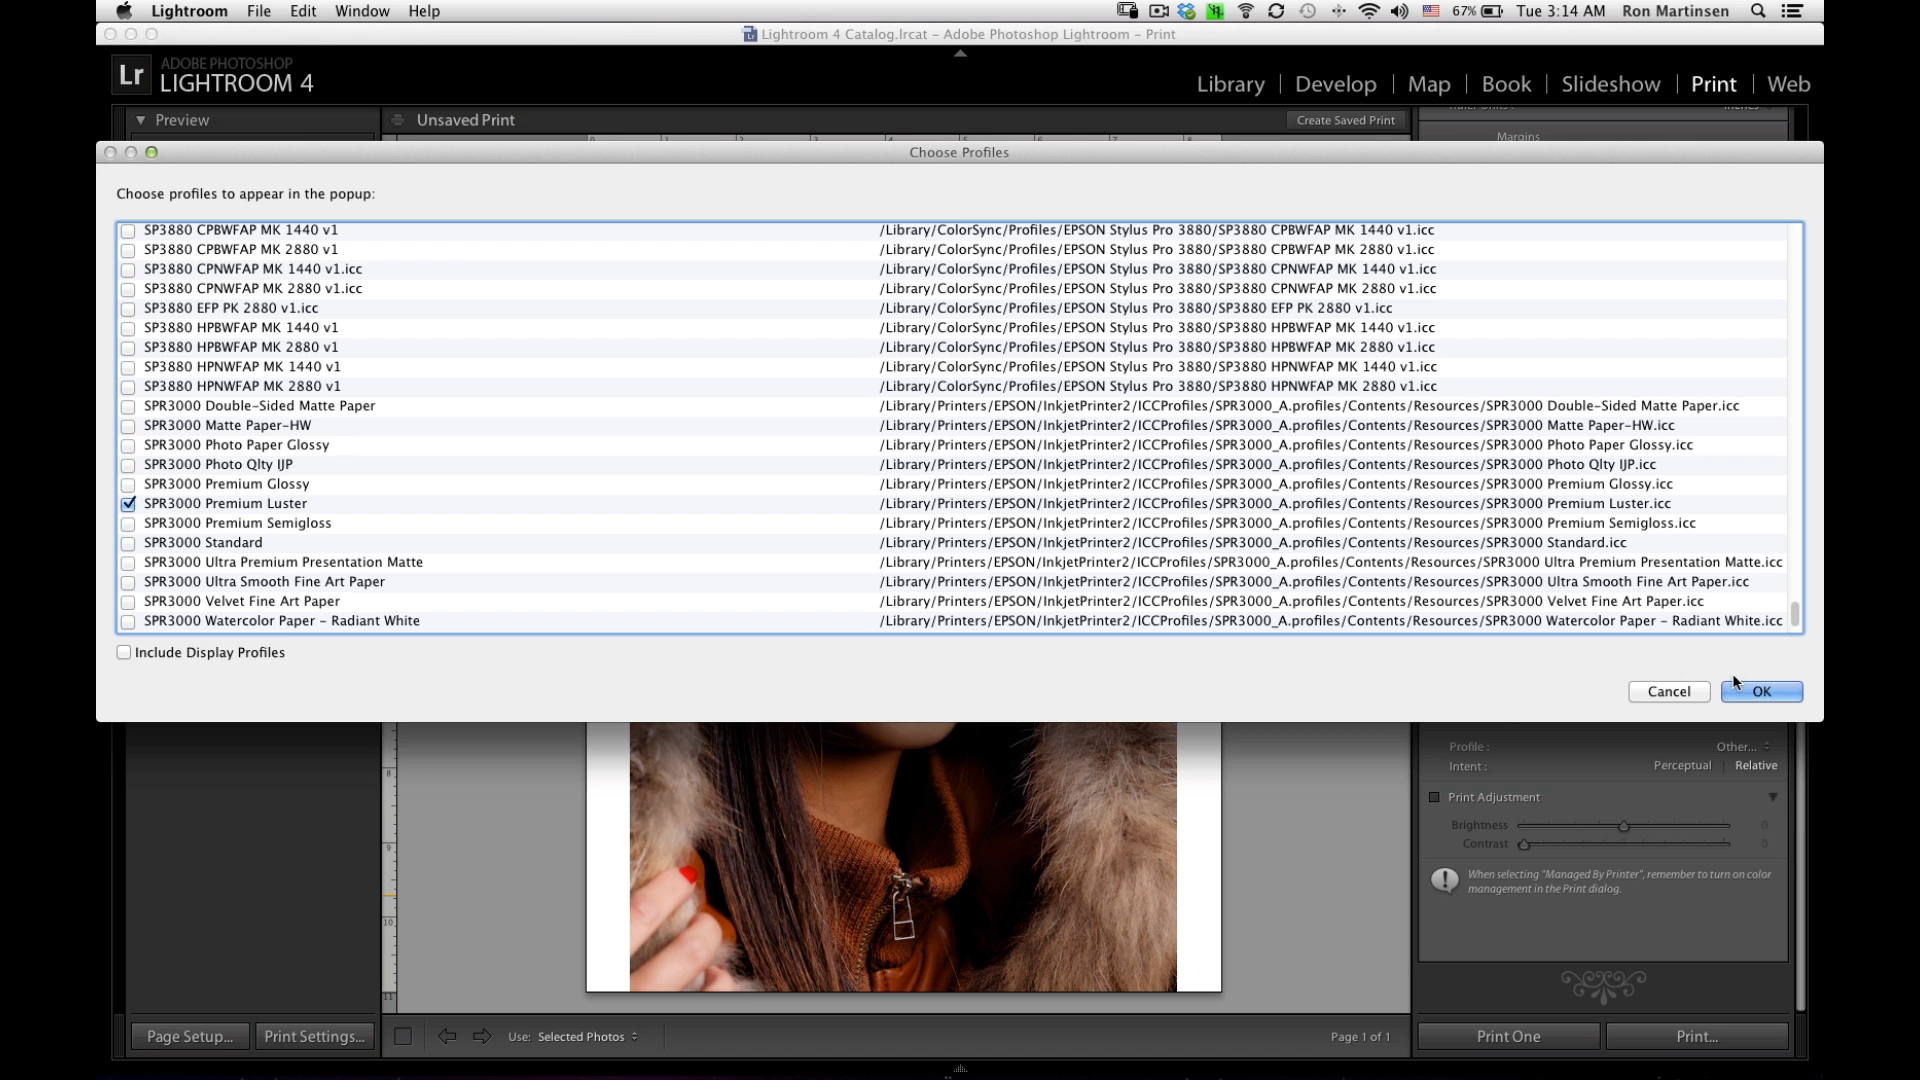 Lightroom File Edit Window Help 67% Tue 3:14 AM Ron Martinsen
Lightroom 4 Catalog.lrcat – Adobe Photoshop Lightroom – Print
Lr ADOBE PHOTOSHOP
LIGHTROOM 4
Library | Develop | Map | Book | Slideshow | Print | Web
Preview
Unsaved Print
Create Saved Print
Margins
Choose Profiles
Choose profiles to appear in the popup:
SP3880 CPBWFAP MK 1440 v1 /Library/ColorSync/Profiles/EPSON Stylus Pro 3880/SP3880 CPBWFAP MK 1440 v1.icc
SP3880 CPBWFAP MK 2880 v1 /Library/ColorSync/Profiles/EPSON Stylus Pro 3880/SP3880 CPBWFAP MK 2880 v1.icc
SP3880 CPNWFAP MK 1440 v1.icc /Library/ColorSync/Profiles/EPSON Stylus Pro 3880/SP3880 CPNWFAP MK 1440 v1.icc
SP3880 CPNWFAP MK 2880 v1.icc /Library/ColorSync/Profiles/EPSON Stylus Pro 3880/SP3880 CPNWFAP MK 2880 v1.icc
SP3880 EFP PK 2880 v1.icc /Library/ColorSync/Profiles/EPSON Stylus Pro 3880/SP3880 EFP PK 2880 v1.icc
SP3880 HPBWFAP MK 1440 v1 /Library/ColorSync/Profiles/EPSON Stylus Pro 3880/SP3880 HPBWFAP MK 1440 v1.icc
SP3880 HPBWFAP MK 2880 v1 /Library/ColorSync/Profiles/EPSON Stylus Pro 3880/SP3880 HPBWFAP MK 2880 v1.icc
SP3880 HPNWFAP MK 1440 v1 /Library/ColorSync/Profiles/EPSON Stylus Pro 3880/SP3880 HPNWFAP MK 1440 v1.icc
SP3880 HPNWFAP MK 2880 v1 /Library/ColorSync/Profiles/EPSON Stylus Pro 3880/SP3880 HPNWFAP MK 2880 v1.icc
SPR3000 Double-Sided Matte Paper /Library/Printers/EPSON/InkjetPrinter2/ICCProfiles/SPR3000_A.profiles/Contents/Resources/SPR3000 Double-Sided Matte Paper.icc
SPR3000 Matte Paper-HW /Library/Printers/EPSON/InkjetPrinter2/ICCProfiles/SPR3000_A.profiles/Contents/Resources/SPR3000 Matte Paper-HW.icc
SPR3000 Photo Paper Glossy /Library/Printers/EPSON/InkjetPrinter2/ICCProfiles/SPR3000_A.profiles/Contents/Resources/SPR3000 Photo Paper Glossy.icc
SPR3000 Photo Qlty IJP /Library/Printers/EPSON/InkjetPrinter2/ICCProfiles/SPR3000_A.profiles/Contents/Resources/SPR3000 Photo Qlty IJP.icc
SPR3000 Premium Glossy /Library/Printers/EPSON/InkjetPrinter2/ICCProfiles/SPR3000_A.profiles/Contents/Resources/SPR3000 Premium Glossy.icc
SPR3000 Premium Luster /Library/Printers/EPSON/InkjetPrinter2/ICCProfiles/SPR3000_A.profiles/Contents/Resources/SPR3000 Premium Luster.icc
SPR3000 Premium Semigloss /Library/Printers/EPSON/InkjetPrinter2/ICCProfiles/SPR3000_A.profiles/Contents/Resources/SPR3000 Premium Semigloss.icc
SPR3000 Standard /Library/Printers/EPSON/InkjetPrinter2/ICCProfiles/SPR3000_A.profiles/Contents/Resources/SPR3000 Standard.icc
SPR3000 Ultra Premium Presentation Matte /Library/Printers/EPSON/InkjetPrinter2/ICCProfiles/SPR3000_A.profiles/Contents/Resources/SPR3000 Ultra Premium Presentation Matte.icc
SPR3000 Ultra Smooth Fine Art Paper /Library/Printers/EPSON/InkjetPrinter2/ICCProfiles/SPR3000_A.profiles/Contents/Resources/SPR3000 Ultra Smooth Fine Art Paper.icc
SPR3000 Velvet Fine Art Paper /Library/Printers/EPSON/InkjetPrinter2/ICCProfiles/SPR3000_A.profiles/Contents/Resources/SPR3000 Velvet Fine Art Paper.icc
SPR3000 Watercolor Paper – Radiant White /Library/Printers/EPSON/InkjetPrinter2/ICCProfiles/SPR3000_A.profiles/Contents/Resources/SPR3000 Watercolor Paper – Radiant White.icc
Include Display Profiles
Cancel OK
8
9
10
11
Profile : Other...
Intent : Perceptual | Relative
Print Adjustment
Brightness 0
Contrast 0
When selecting "Managed By Printer", remember to turn on color
management in the Print dialog.
Page Setup... Print Settings... Use: Selected Photos Page 1 of 1 Print One Print...